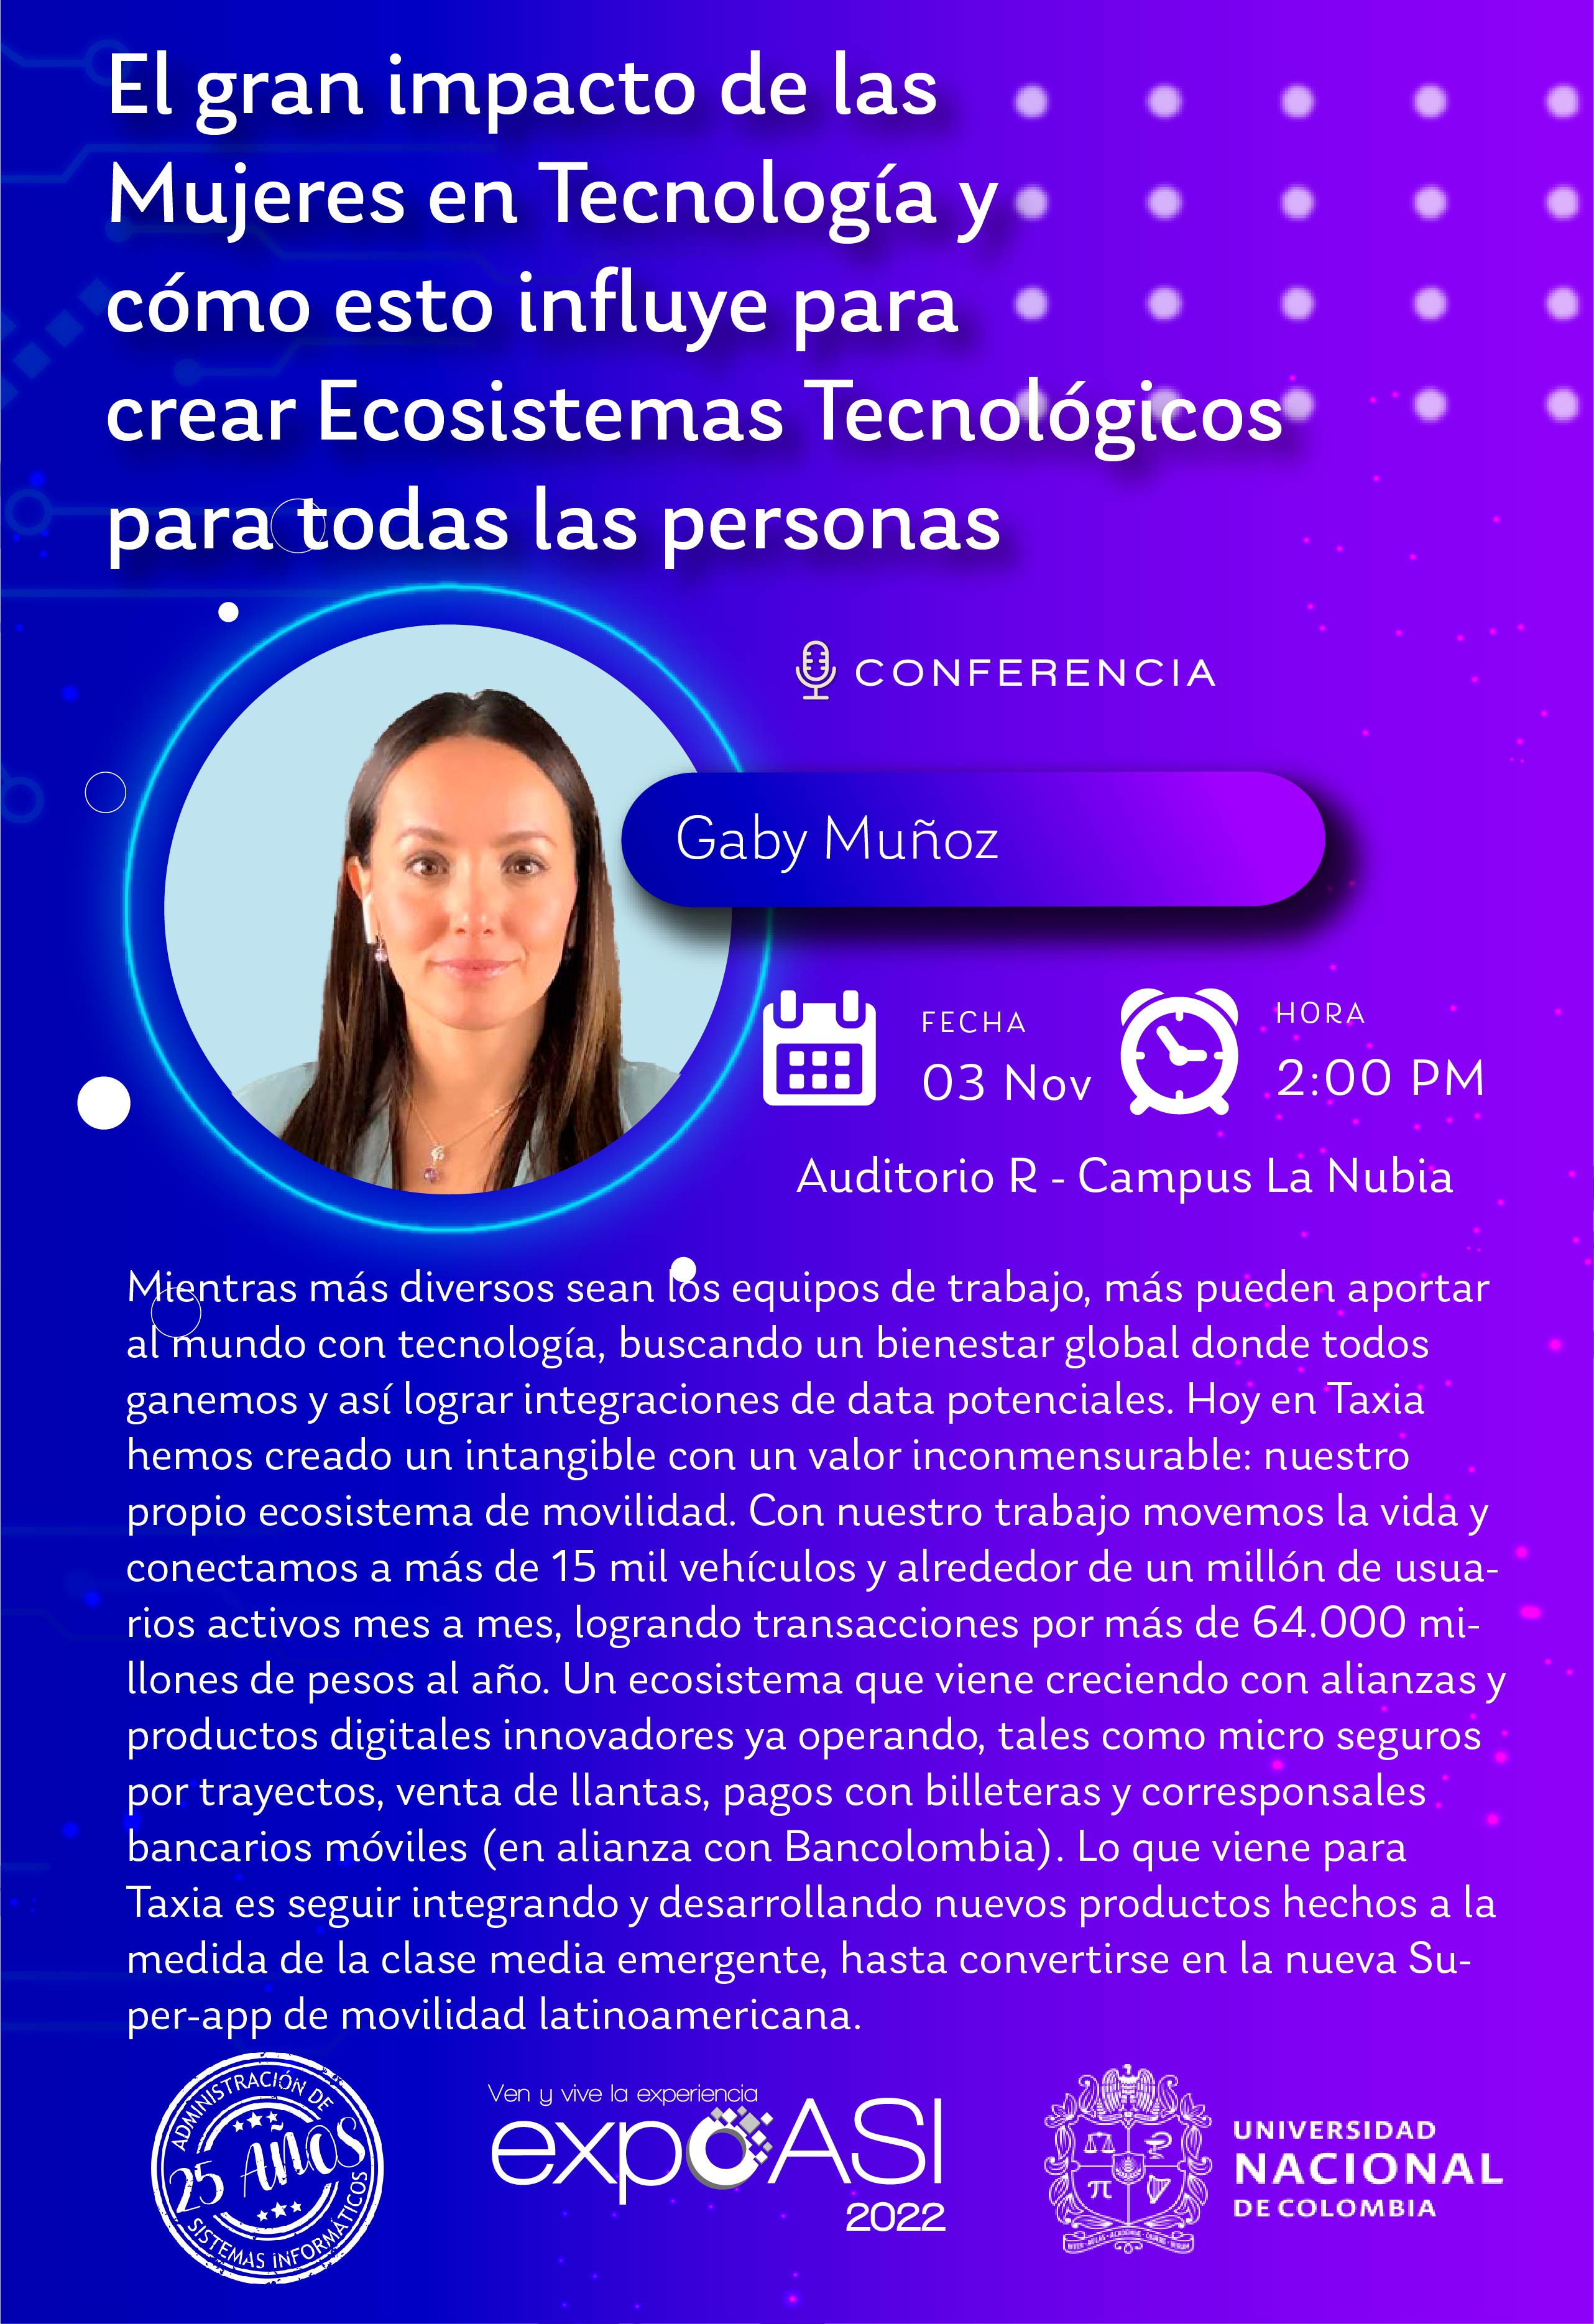 El gran impacto de las
Mujeres en Tecnología y
cómo esto influye para
crear Ecosistemas Tecnológicos
para todas las personas
CONFERENCIA
Gaby Muñoz
FECHA
03 Nov
HORA
2:00 PM
Auditorio R - Campus La Nubia
Mientras más diversos sean los equipos de trabajo, más pueden aportar
al mundo con tecnología, buscando un bienestar global donde todos
ganemos y así lograr integraciones de data potenciales. Hoy en Taxia
hemos creado un intangible con un valor inconmensurable: nuestro
propio ecosistema de movilidad. Con nuestro trabajo movemos la vida y
conectamos a más de 15 mil vehículos y alrededor de un millón de usua-
rios activos mes a mes, logrando transacciones por más de 64.000 mi-
llones de pesos al año. Un ecosistema que viene creciendo con alianzas y
productos digitales innovadores ya operando, tales como micro seguros
por trayectos, venta de llantas, pagos con billeteras y corresponsales
bancarios móviles (en alianza con Bancolombia). Lo que viene para
Taxia es seguir integrando y desarrollando nuevos productos hechos a la
medida de la clase media emergente, hasta convertirse en la nueva Su-
per-app de movilidad latinoamericana.
ADMINISTRACIÓN DE
25 AÑOS
SISTEMAS INFORMÁTICOS
Ven y vive la experiencia
expoASI
2022
π
UNIVERSIDAD
NACIONAL
DE COLOMBIA